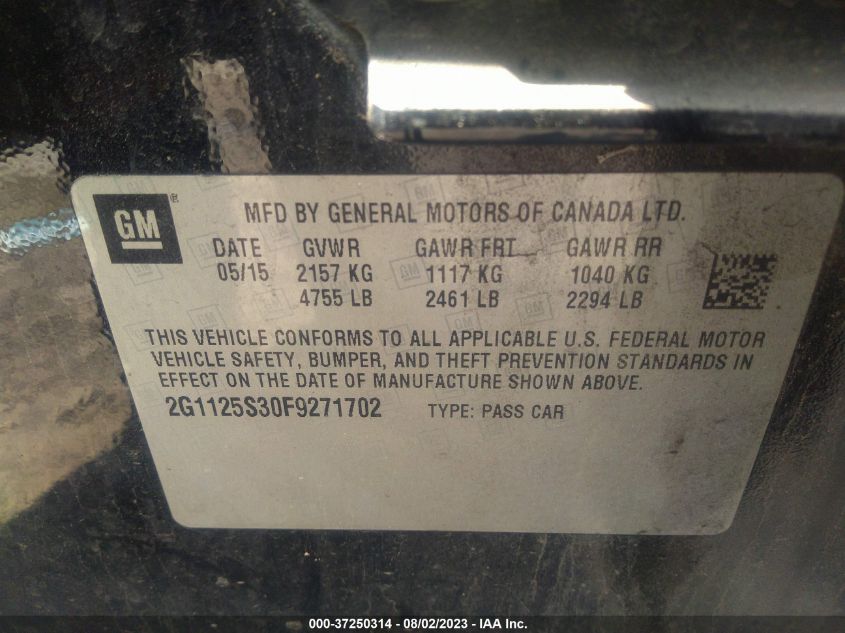 GM ®
MFD BY GENERAL MOTORS OF CANADA LTD.
DATE GVWR GAWR FRT GAWR RR
05/15 2157 KG 1117 KG 1040 KG
4755 LB 2461 LB 2294 LB
THIS VEHICLE CONFORMS TO ALL APPLICABLE U.S. FEDERAL MOTOR
VEHICLE SAFETY, BUMPER, AND THEFT PREVENTION STANDARDS IN
EFFECT ON THE DATE OF MANUFACTURE SHOWN ABOVE.
2G1125S30F9271702 TYPE: PASS CAR
000-37250314 - 08/02/2023 - IAA Inc.